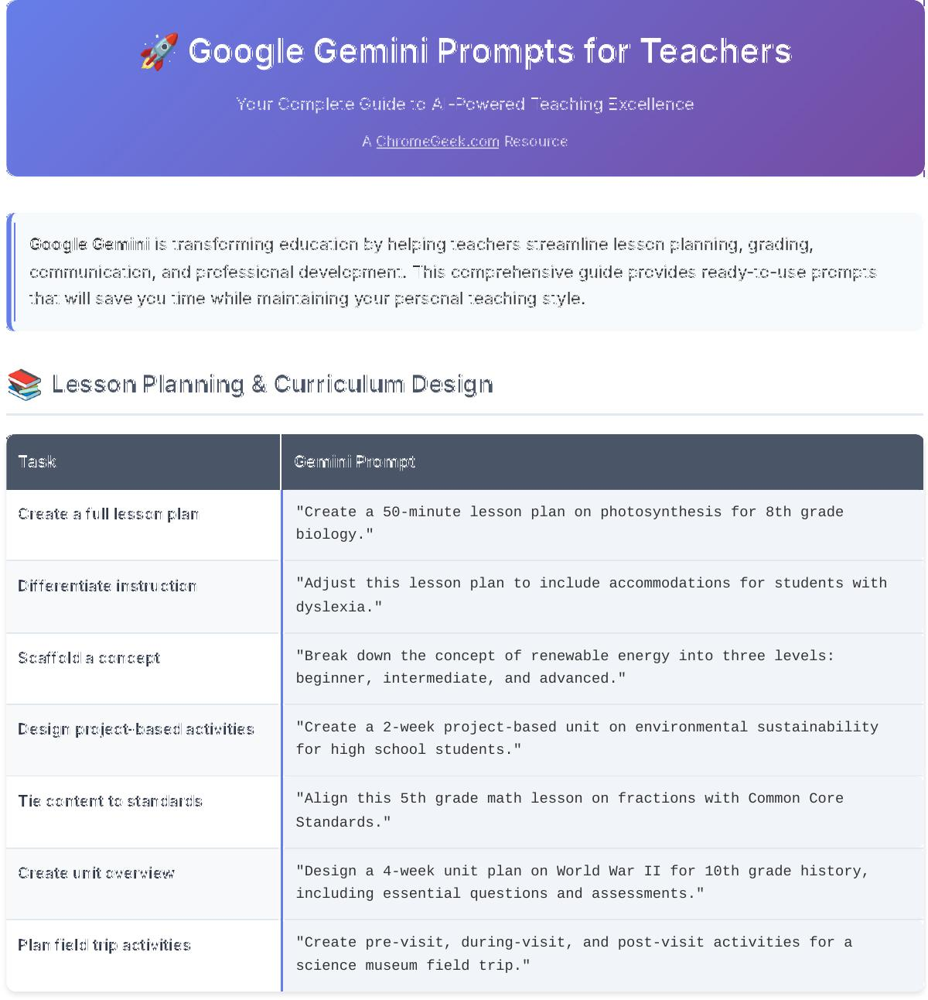 🚀 Google Gemini Prompts for Teachers
Your Complete Guide to AI-Powered Teaching Excellence
A ChromeGeek.com Resource
Google Gemini is transforming education by helping teachers streamline lesson planning, grading,
communication, and professional development. This comprehensive guide provides ready-to-use prompts
that will save you time while maintaining your personal teaching style.
📚 Lesson Planning & Curriculum Design
Task Gemini Prompt
Create a full lesson plan "Create a 50-minute lesson plan on photosynthesis for 8th grade
biology."
Differentiate instruction "Adjust this lesson plan to include accommodations for students with
dyslexia."
Scaffold a concept "Break down the concept of renewable energy into three levels:
beginner, intermediate, and advanced."
Design project-based activities "Create a 2-week project-based unit on environmental sustainability
for high school students."
Tie content to standards "Align this 5th grade math lesson on fractions with Common Core
Standards."
Create unit overview "Design a 4-week unit plan on World War II for 10th grade history,
including essential questions and assessments."
Plan field trip activities "Create pre-visit, during-visit, and post-visit activities for a
science museum field trip."